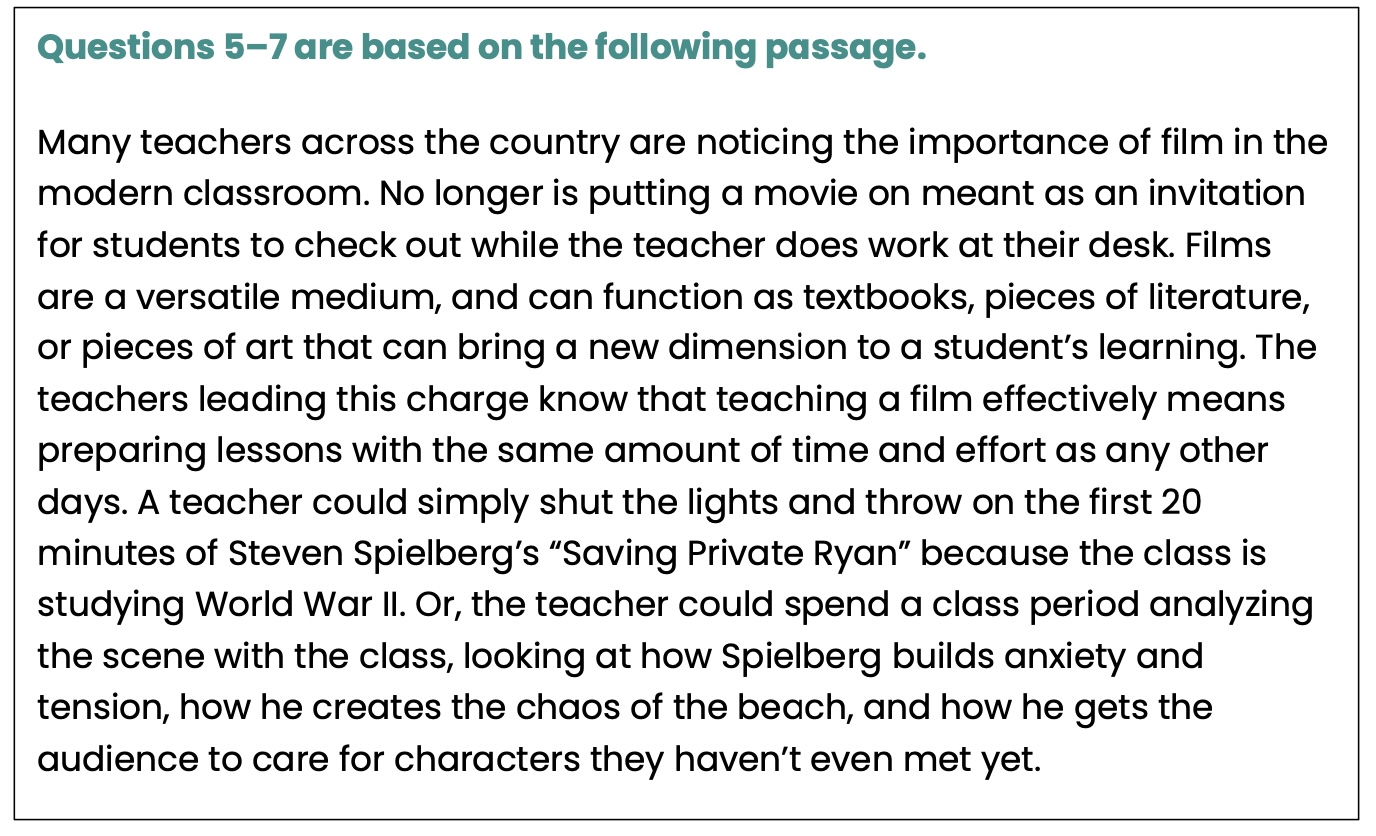 Questions 5–7 are based on the following passage.
Many teachers across the country are noticing the importance of film in the
modern classroom. No longer is putting a movie on meant as an invitation
for students to check out while the teacher does work at their desk. Films
are a versatile medium, and can function as textbooks, pieces of literature,
or pieces of art that can bring a new dimension to a student’s learning. The
teachers leading this charge know that teaching a film effectively means
preparing lessons with the same amount of time and effort as any other
days. A teacher could simply shut the lights and throw on the first 20
minutes of Steven Spielberg’s “Saving Private Ryan” because the class is
studying World War II. Or, the teacher could spend a class period analyzing
the scene with the class, looking at how Spielberg builds anxiety and
tension, how he creates the chaos of the beach, and how he gets the
audience to care for characters they haven’t even met yet.